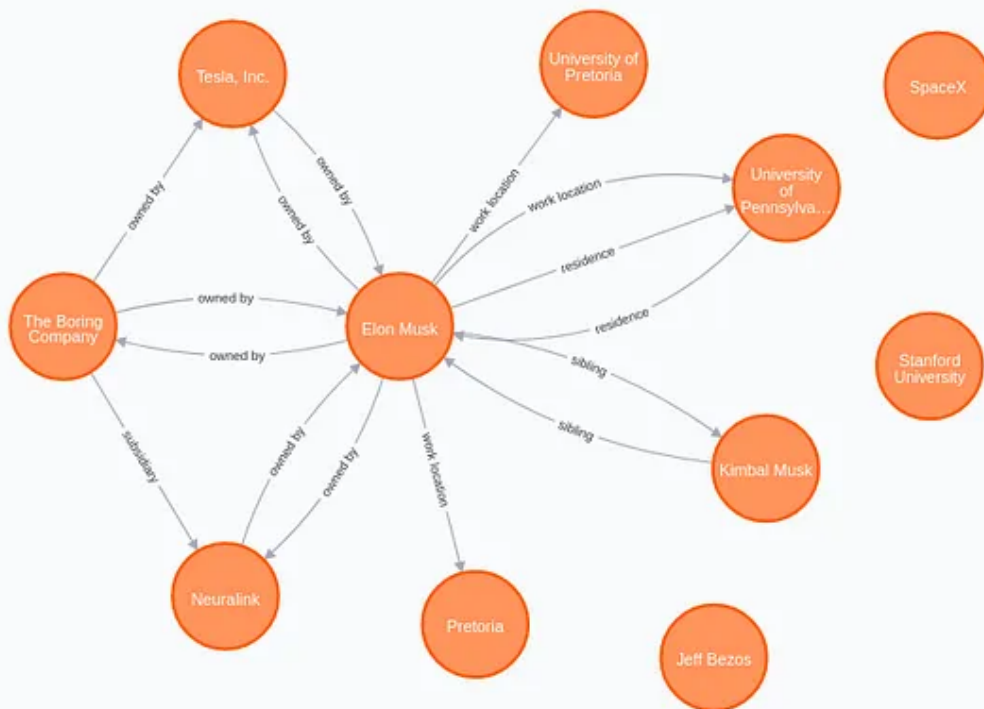 Tesla, Inc.
University of
Pretoria
SpaceX
University
of
Pennsylva...
owned by
owned by
owned by
work location
work location
residence
residence
The Boring
Company
owned by
owned by
Elon Musk
sibling
sibling
Stanford
University
Kimbal Musk
subsidiary
owned by
owned by
work location
Neuralink
Pretoria
Jeff Bezos